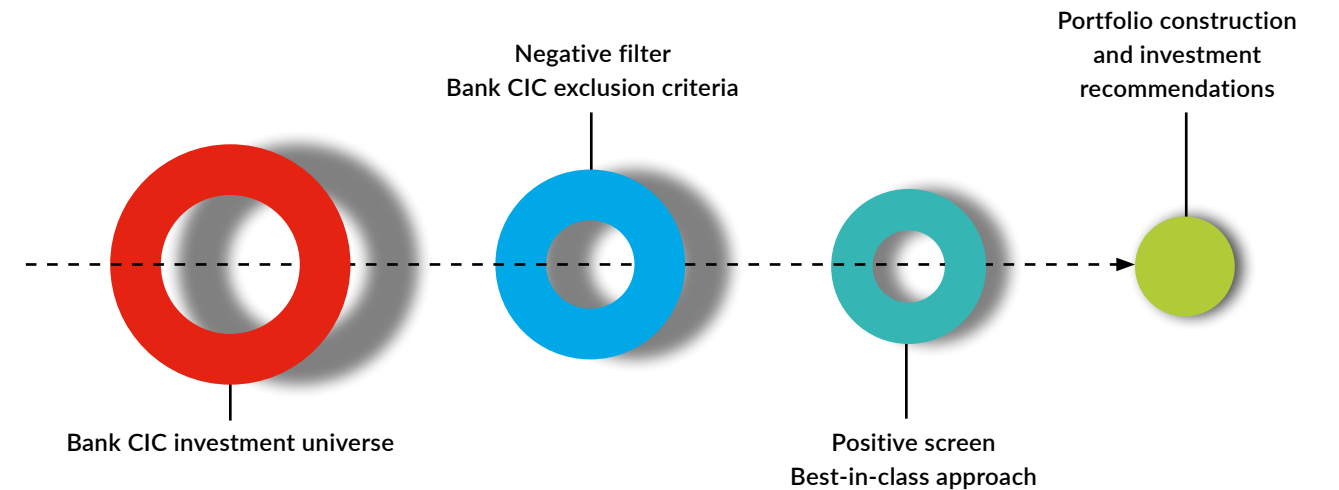 Bank CIC investment universe
Negative filter
Bank CIC exclusion criteria
Positive screen
Best-in-class approach
Portfolio construction
and investment
recommendations